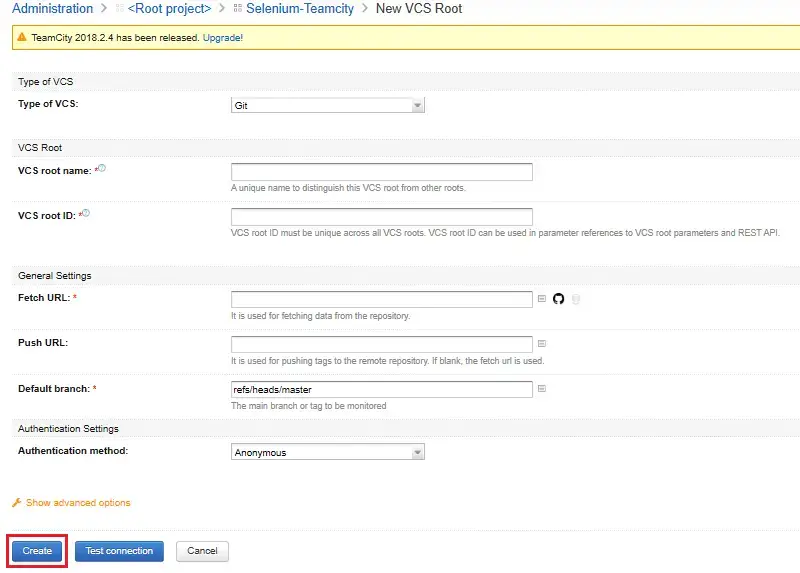 Administration > <Root project> > Selenium-Teamcity > New VCS Root
TeamCity 2018.2.4 has been released. Upgrade!
Type of VCS
Type of VCS: Git
VCS Root
VCS root name: *
A unique name to distinguish this VCS root from other roots.
VCS root ID: *
VCS root ID must be unique across all VCS roots. VCS root ID can be used in parameter references to VCS root parameters and REST API.
General Settings
Fetch URL: *
It is used for fetching data from the repository.
Push URL:
It is used for pushing tags to the remote repository. If blank, the fetch url is used.
Default branch: * refs/heads/master
The main branch or tag to be monitored
Authentication Settings
Authentication method: Anonymous
Show advanced options
Create Test connection Cancel